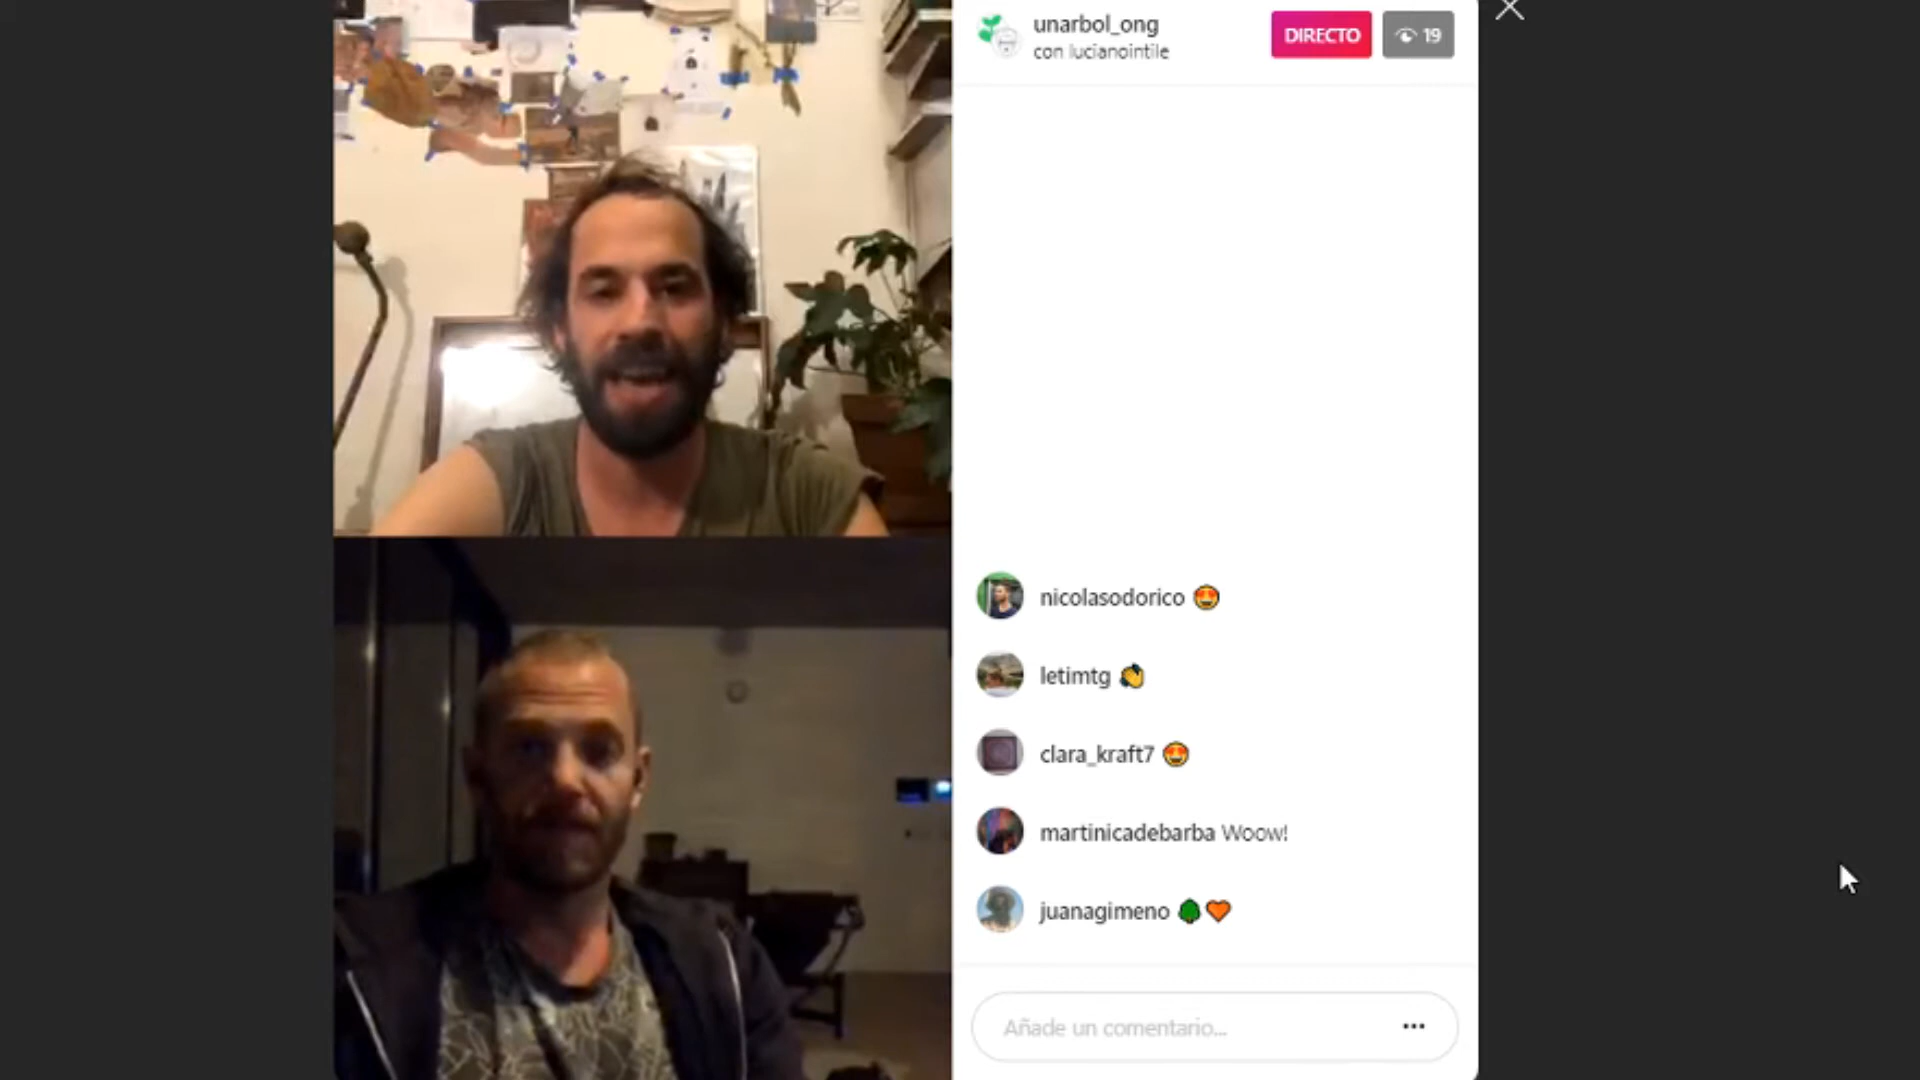 unarbol_ong
con lucianointile
DIRECTO
19
nicolasodorico 😍
letimtg 👏
clara_kraft7 😍
martinicadebarba Woow!
juanagimeno 🌳🧡
Añade un comentario...